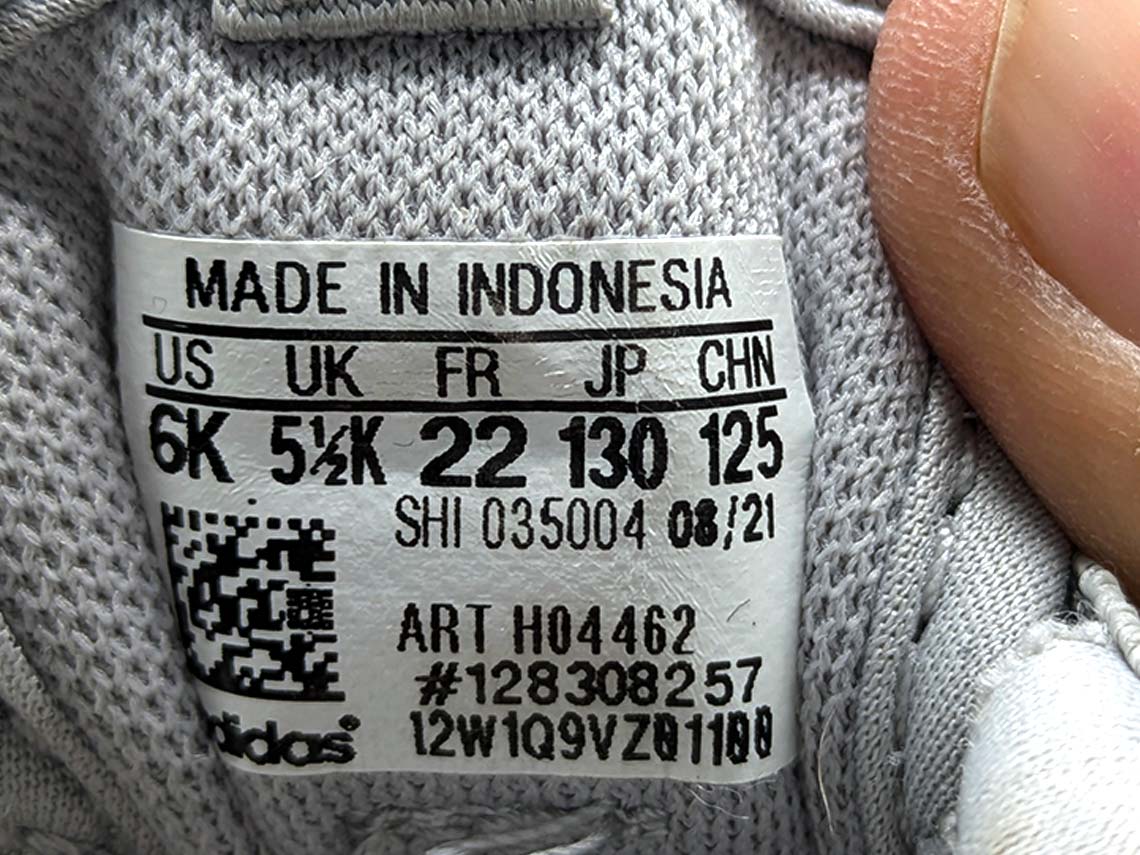 MADE IN INDONESIA
US UK FR JP CHN
6K 5½K 22 130 125
SHI 035004 08/21
ART H04462
#128308257
adidas® 12W1Q9VZ01100